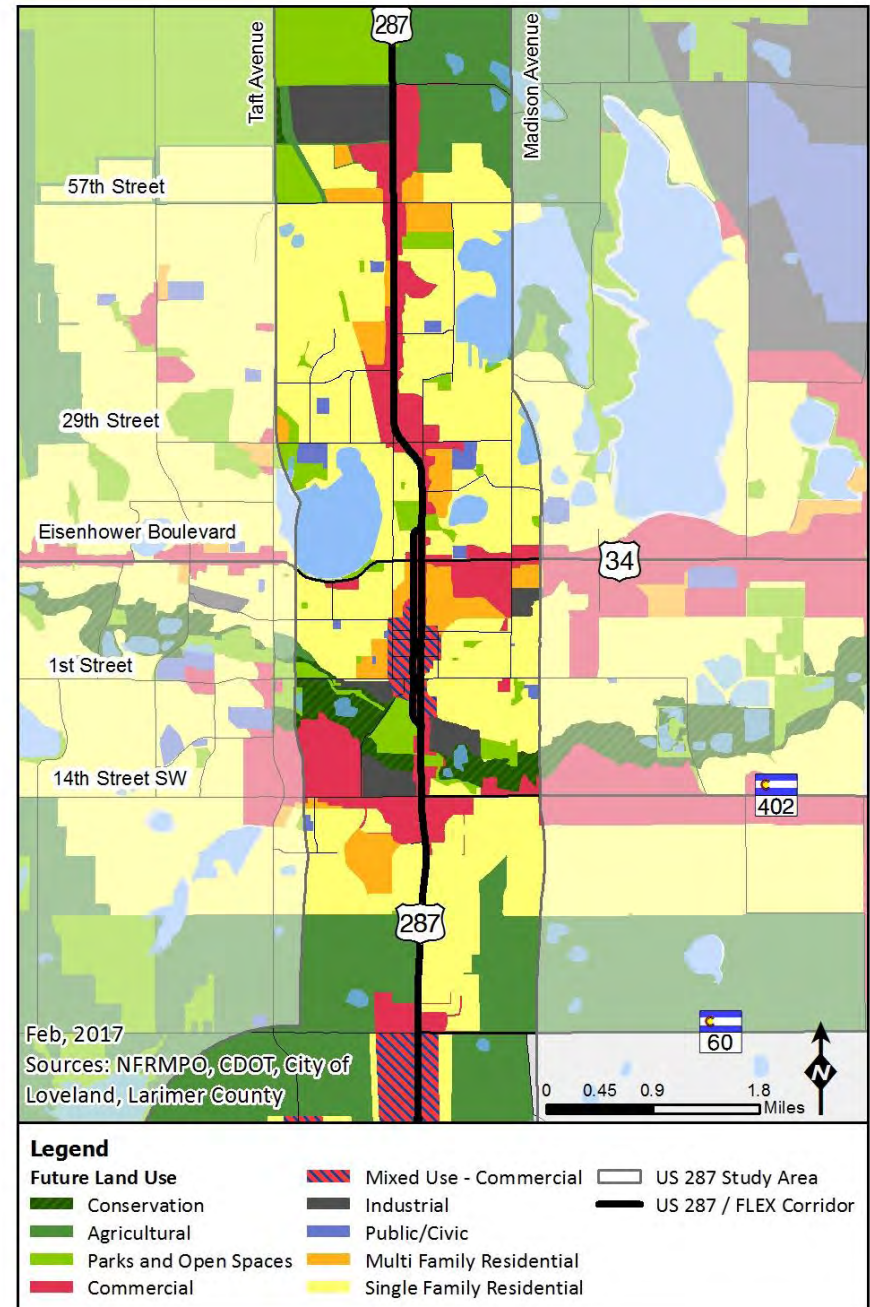 287
Taft Avenue
Madison Avenue
57th Street
29th Street
Eisenhower Boulevard
34
1st Street
14th Street SW
C
402
287
C
60
Feb, 2017
Sources: NFRMPO, CDOT, City of
Loveland, Larimer County
0 0.45 0.9 1.8
Miles
N
Legend
Future Land Use
Conservation
Agricultural
Parks and Open Spaces
Commercial
Mixed Use - Commercial
Industrial
Public/Civic
Multi Family Residential
Single Family Residential
US 287 Study Area
US 287 / FLEX Corridor